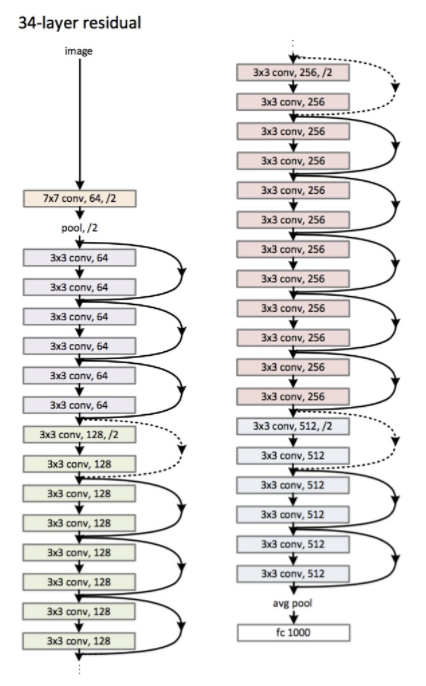 34-layer residual
image
7x7 conv, 64, /2
pool, /2
3x3 conv, 64
3x3 conv, 64
3x3 conv, 64
3x3 conv, 64
3x3 conv, 64
3x3 conv, 64
3x3 conv, 128, /2
3x3 conv, 128
3x3 conv, 128
3x3 conv, 128
3x3 conv, 128
3x3 conv, 128
3x3 conv, 128
3x3 conv, 128
3x3 conv, 256, /2
3x3 conv, 256
3x3 conv, 256
3x3 conv, 256
3x3 conv, 256
3x3 conv, 256
3x3 conv, 256
3x3 conv, 256
3x3 conv, 256
3x3 conv, 256
3x3 conv, 256
3x3 conv, 256
3x3 conv, 512, /2
3x3 conv, 512
3x3 conv, 512
3x3 conv, 512
3x3 conv, 512
3x3 conv, 512
avg pool
fc 1000